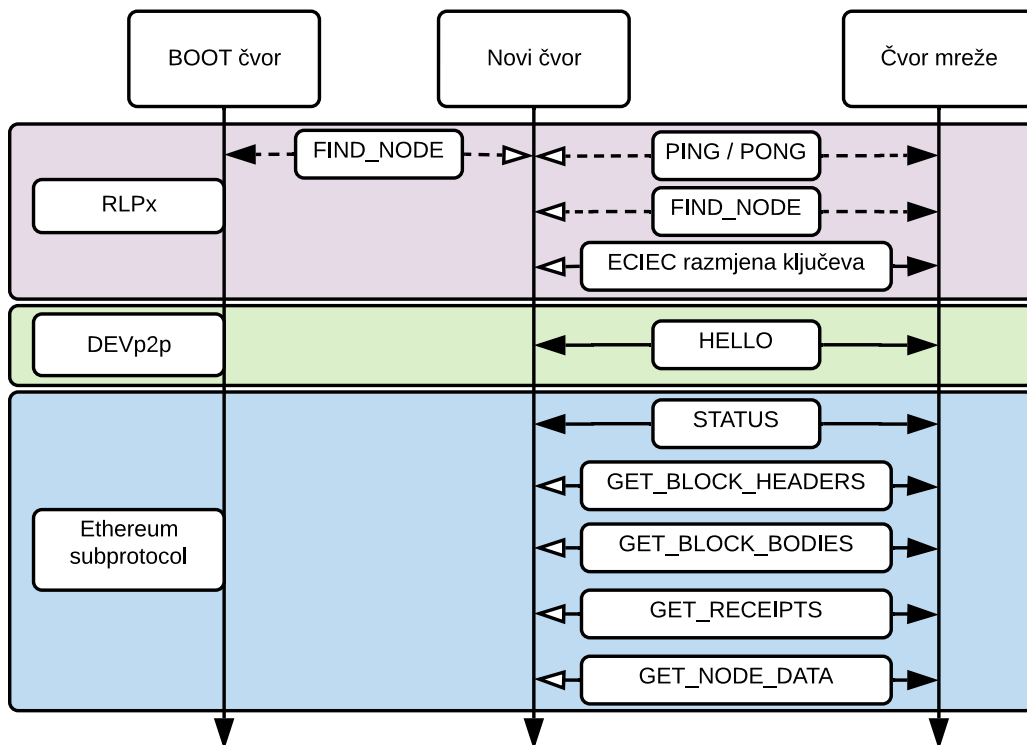 BOOT čvor
Novi čvor
Čvor mreže
FIND_NODE
PING / PONG
RLPx
FIND_NODE
ECIEC razmjena ključeva
DEVp2p
HELLO
STATUS
GET_BLOCK_HEADERS
Ethereum
subprotocol
GET_BLOCK_BODIES
GET_RECEIPTS
GET_NODE_DATA